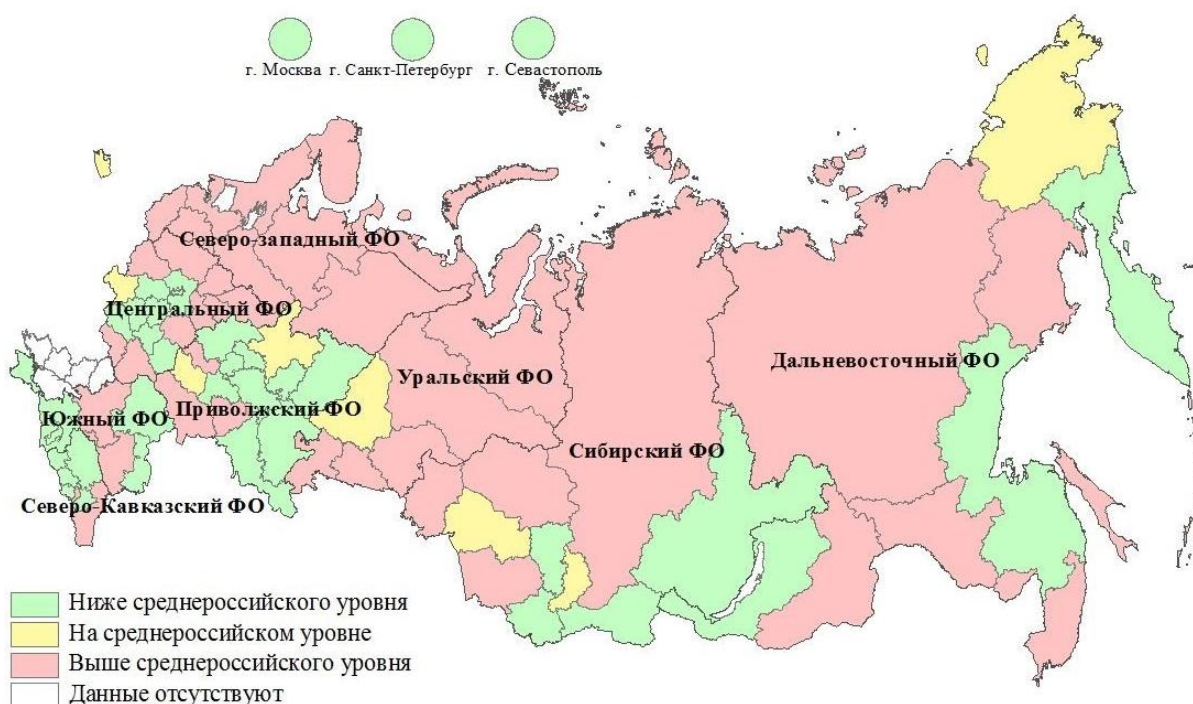 г. Москва г. Санкт-Петербург г. Севастополь
Северо-западный ФО
Центральный ФО
Дальневосточный ФО
Уральский ФО
Приволжский ФО
Южный ФО
Сибирский ФО
Северо-Кавказский ФО
Ниже среднероссийского уровня
На среднероссийском уровне
Выше среднероссийского уровня
Данные отсутствуют